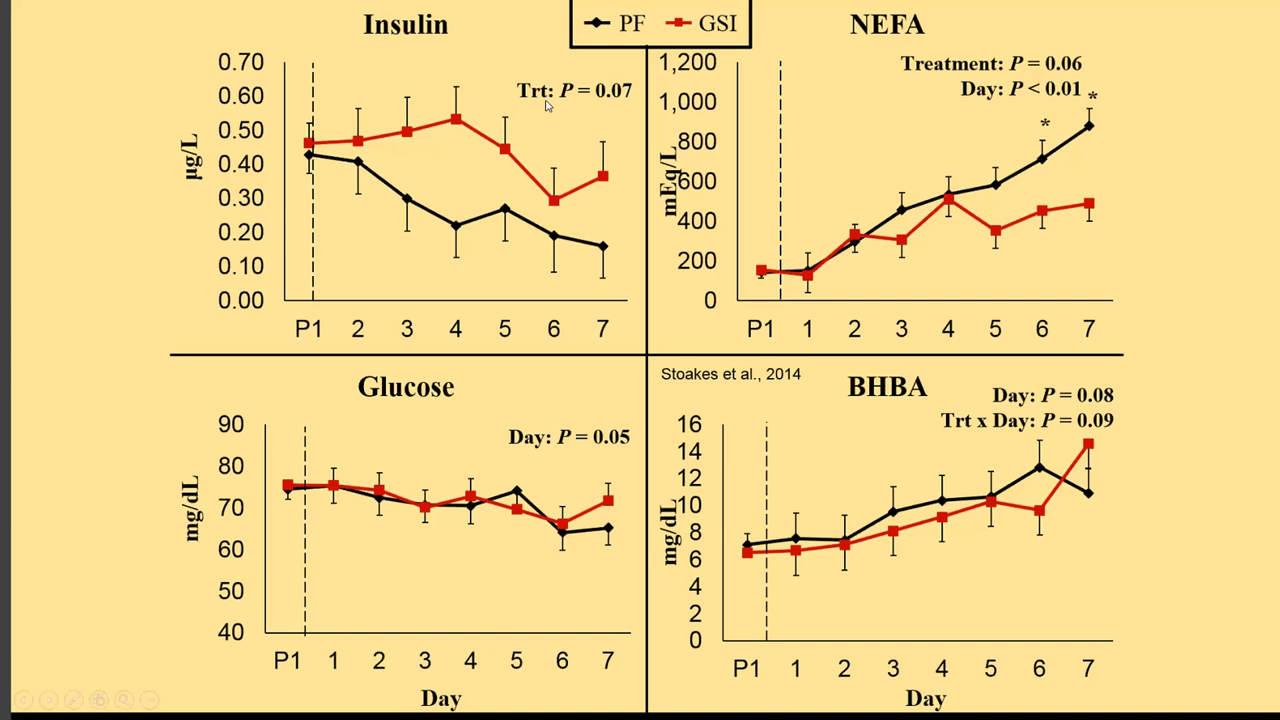 PF GSI
Insulin
Trt: P = 0.07
µg/L
0.70
0.60
0.50
0.40
0.30
0.20
0.10
0.00
P1 2 3 4 5 6 7
NEFA
Treatment: P = 0.06
Day: P < 0.01
*
*
mEq/L
1,200
1,000
800
600
400
200
0
P1 1 2 3 4 5 6 7
Glucose
Day: P = 0.05
mg/dL
90
80
70
60
50
40
P1 1 2 3 4 5 6 7
Day
Stoakes et al., 2014
BHBA
Day: P = 0.08
Trt x Day: P = 0.09
mg/dL
16
14
12
10
8
6
4
2
0
P1 1 2 3 4 5 6 7
Day